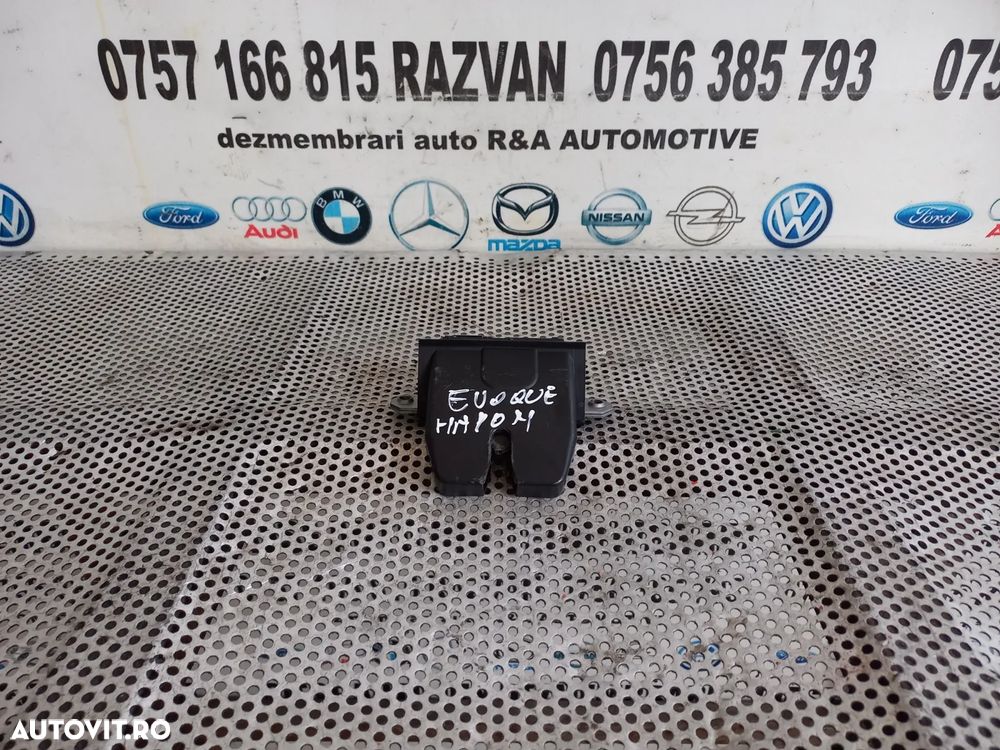 0757 166 815 RAZVAN 0756 385 793 075
dezmembrari auto R&A AUTOMOTIVE
Ford Audi BMW mazda NISSAN Ford
EVOQUE
AUTOVIT.RO